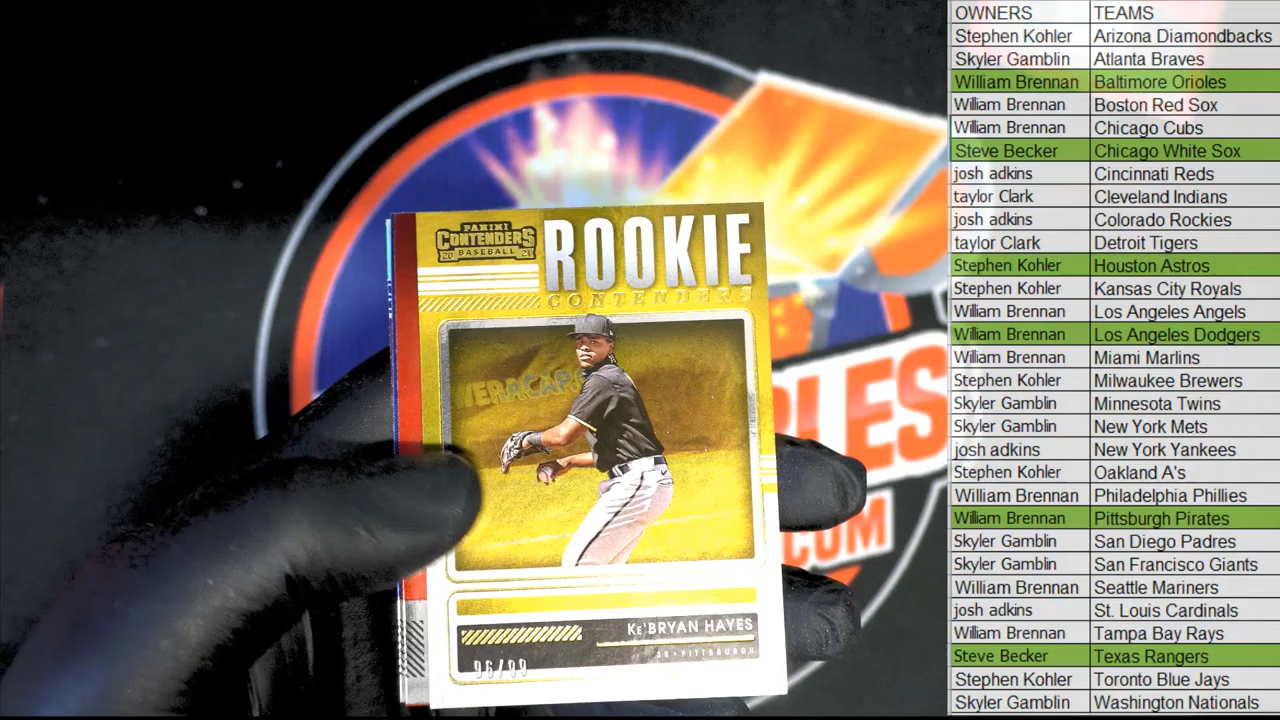 PANINI
CONTENDERS
BASEBALL
20 21
ROOKIE
CONTENDERS
KE'BRYAN HAYES
3B•PITTSBURGH
96/99
LES
.COM
OWNERS TEAMS
Stephen Kohler Arizona Diamondbacks
Skyler Gamblin Atlanta Braves
William Brennan Baltimore Orioles
William Brennan Boston Red Sox
William Brennan Chicago Cubs
Steve Becker Chicago White Sox
josh adkins Cincinnati Reds
taylor Clark Cleveland Indians
josh adkins Colorado Rockies
taylor Clark Detroit Tigers
Stephen Kohler Houston Astros
Stephen Kohler Kansas City Royals
William Brennan Los Angeles Angels
William Brennan Los Angeles Dodgers
William Brennan Miami Marlins
Stephen Kohler Milwaukee Brewers
Skyler Gamblin Minnesota Twins
Skyler Gamblin New York Mets
josh adkins New York Yankees
Stephen Kohler Oakland A's
William Brennan Philadelphia Phillies
William Brennan Pittsburgh Pirates
Skyler Gamblin San Diego Padres
Skyler Gamblin San Francisco Giants
William Brennan Seattle Mariners
josh adkins St. Louis Cardinals
William Brennan Tampa Bay Rays
Steve Becker Texas Rangers
Stephen Kohler Toronto Blue Jays
Skyler Gamblin Washington Nationals